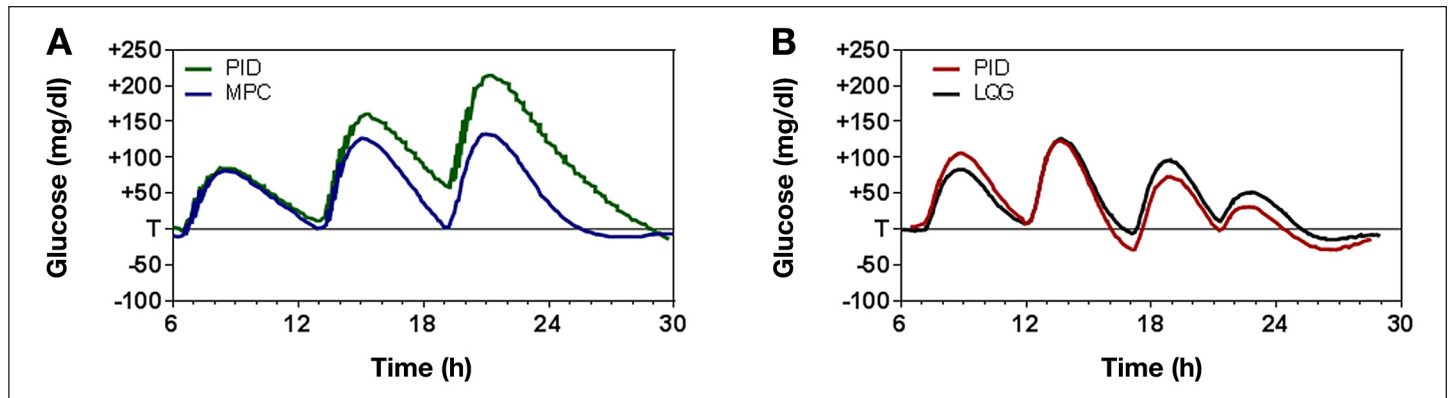 A
Glucose (mg/dl)
+250
+200
+150
+100
+50
T
-50
-100
PID
MPC
6 12 18 24 30
Time (h)
B
Glucose (mg/dl)
+250
+200
+150
+100
+50
T
-50
-100
PID
LQG
6 12 18 24 30
Time (h)